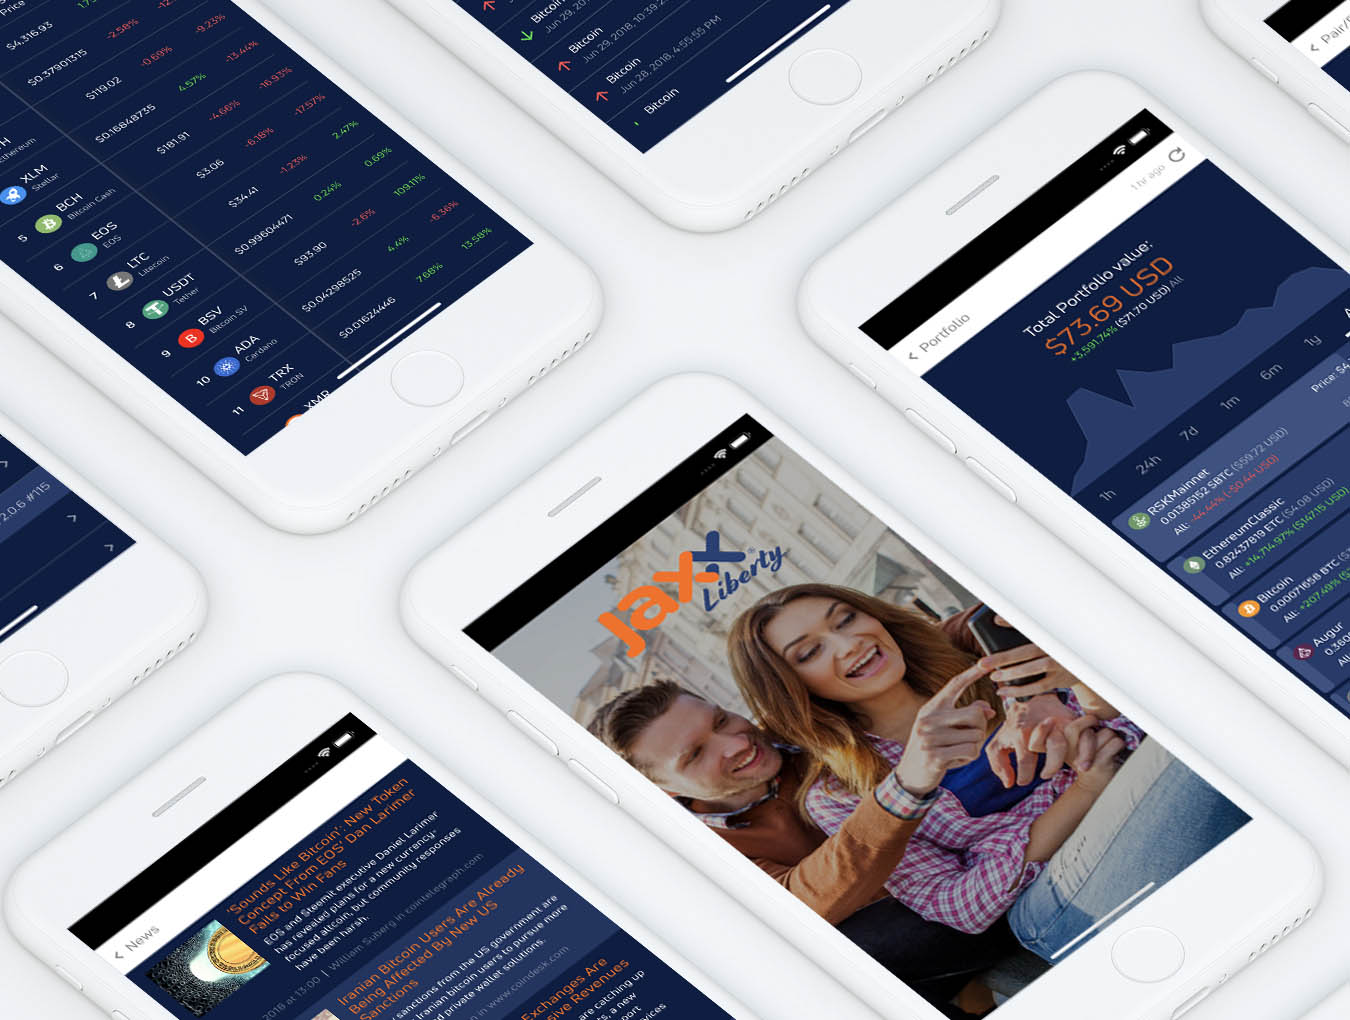 Price
$4,316.93
$0.37901315
-2.58%
$119.02
-0.69%
-9.23%
$0.16848735
4.57%
-13.44%
$181.91
-4.66%
-16.93%
$3.06
-6.18%
-17.57%
$34.41
-1.23%
2.47%
$0.99604471
0.24%
0.69%
$93.90
-2.6%
109.11%
$0.04298525
4.4%
-6.36%
$0.01624446
7.68%
13.58%
XLM
Stellar
5
BCH
Bitcoin Cash
6
EOS
EOS
7
LTC
Litecoin
8
USDT
Tether
9
B
BSV
Bitcoin SV
10
ADA
Cardano
11
TRX
TRON
XMR
Bitcoin
Jun 29, 2018,
Bitcoin
Jun 29, 2018, 10:39:2
Bitcoin
Jun 28, 2018, 4:55:55 PM
Bitcoin
< Pair/
2.0.6 #115
1 hr ago
< Portfolio
Total Portfolio value:
$73.69 USD
+3,591.74% ($71.70 USD) All
1h
24h
7d
1m
6m
1y
A
Price: $4,
RSKMainnet
0.01385152 SBTC ($59.72 USD)
All: -44.44% (-$0.44 USD)
EthereumClassic
0.82437819 ETC ($4.08 USD)
All: +14,714.97% ($147.15 USD)
Bitcoin
0.00071658 BTC ($
All: +207.49% ($
Augur
0.360
All:
jaxx
Liberty
®
< News
'Sounds Like Bitcoin': New Token
Concept From EOS' Dan Larimer
Fails to Win Fans
EOS and Steemit executive Daniel Larimer
has revealed plans for a new currency-
focused altcoin, but community responses
have been harsh.
2018 at 13:00 | William Suberg in cointelegraph.com
Iranian Bitcoin Users Are Already
Being Affected By New US
Sanctions
sanctions from the US government are
Iranian bitcoin users to pursue more
d private wallet solutions.
n in www.coindesk.com
Exchanges Are
sive Revenues
are catching up
s, a new
port
vices